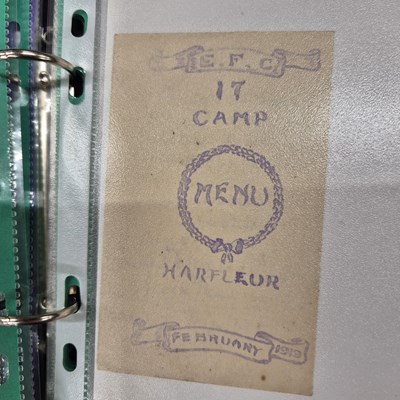 E. F. C
17
CAMP
MENU
HARFLEUR
FEBRUARY 1919